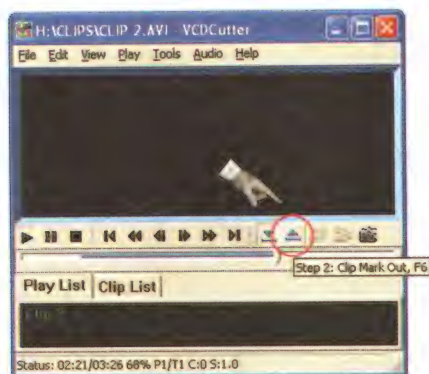 H:\CLIPS\CLIP 2.AVI - VCDCutter
File Edit View Play Tools Audio Help
Step 2: Clip Mark Out, F6
Play List Clip List
Status: 02:21/03:26 68% P1/T1 C:0 S:1.0